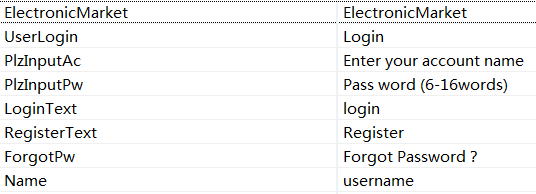 ElectronicMarket ElectronicMarket
UserLogin Login
PlzInputAc Enter your account name
PlzInputPw Pass word (6-16words)
LoginText login
RegisterText Register
ForgotPw Forgot Password ?
Name username